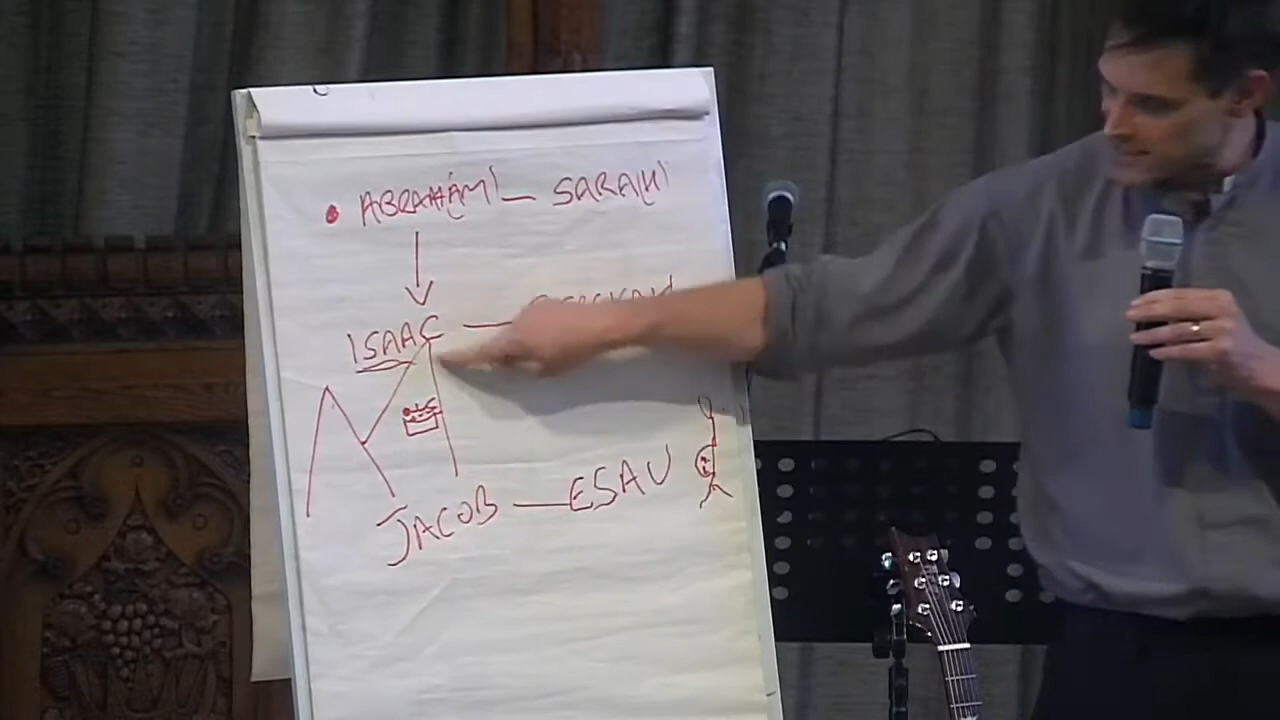 • ABRAHAM — SARAH
ISAAC —
JACOB — ESAU